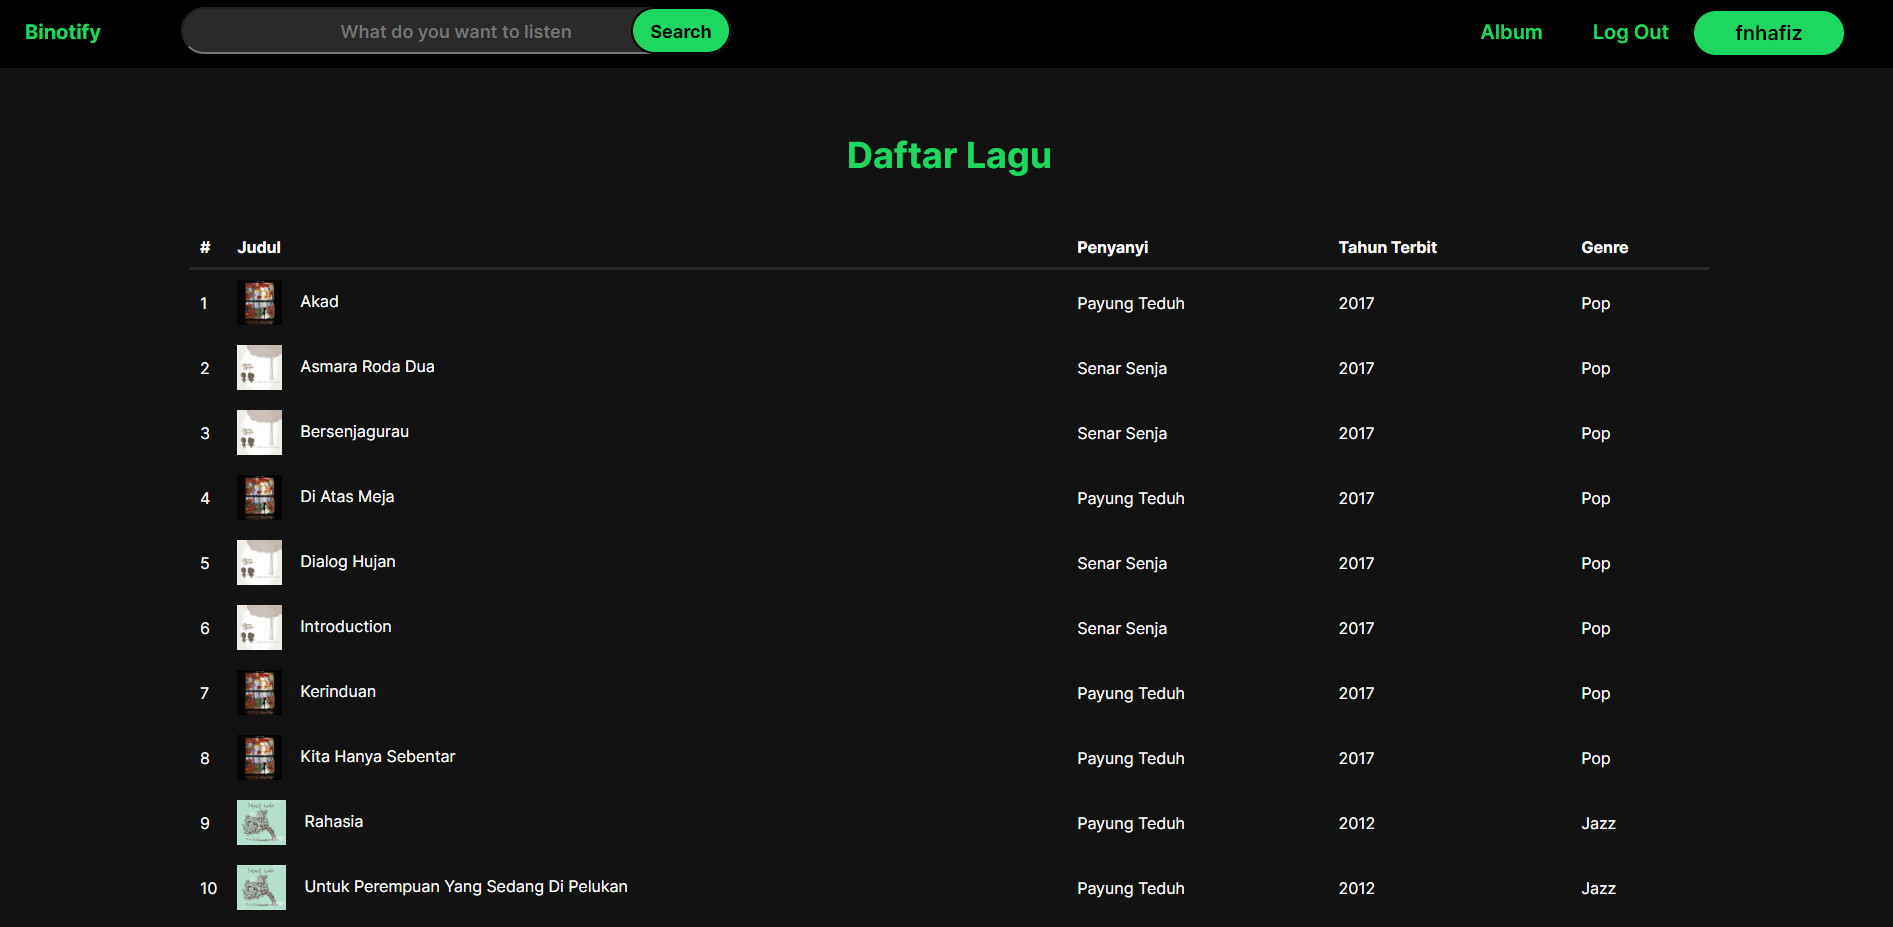 Binotify What do you want to listen Search Album Log Out fnhafiz
Daftar Lagu
# Judul Penyanyi Tahun Terbit Genre
1 Akad Payung Teduh 2017 Pop
2 Asmara Roda Dua Senar Senja 2017 Pop
3 Bersenjagurau Senar Senja 2017 Pop
4 Di Atas Meja Payung Teduh 2017 Pop
5 Dialog Hujan Senar Senja 2017 Pop
6 Introduction Senar Senja 2017 Pop
7 Kerinduan Payung Teduh 2017 Pop
8 Kita Hanya Sebentar Payung Teduh 2017 Pop
9 Rahasia Payung Teduh 2012 Jazz
10 Untuk Perempuan Yang Sedang Di Pelukan Payung Teduh 2012 Jazz